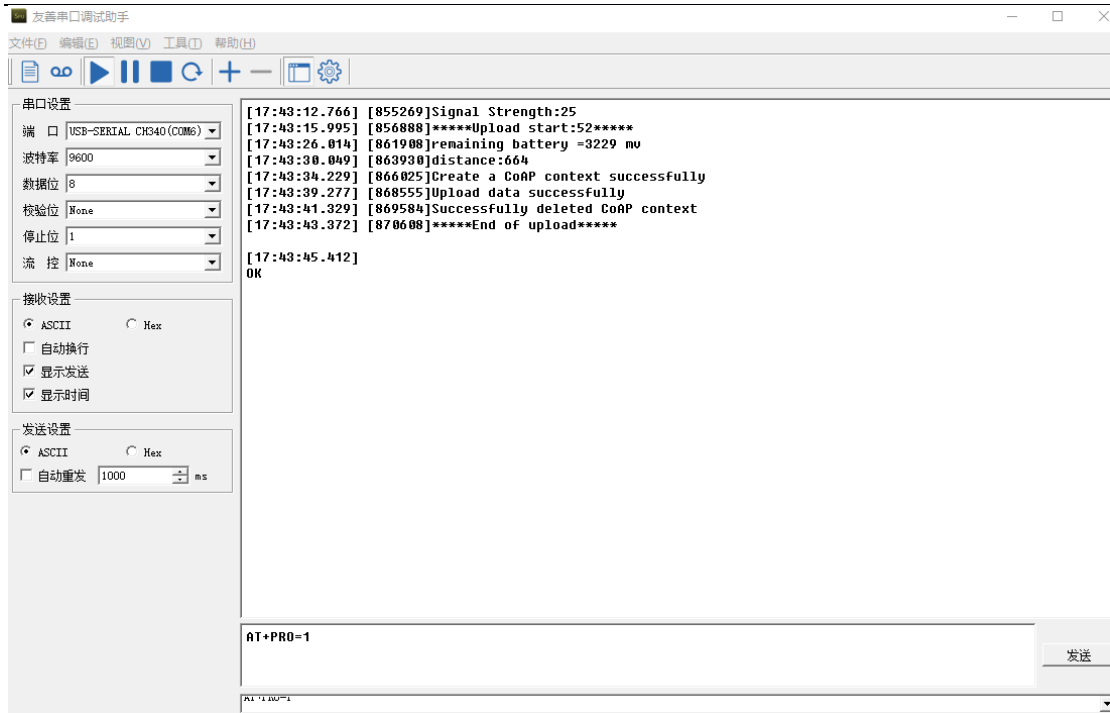 友善串口调试助手
文件(F) 编辑(E) 视图(V) 工具(T) 帮助(H)
串口设置
端 口 USB-SERIAL CH340(COM6)
波特率 9600
数据位 8
校验位 None
停止位 1
流 控 None
接收设置
ASCII Hex
自动换行
显示发送
显示时间
发送设置
ASCII Hex
自动重发 1000 ms
[17:43:12.766] [855269]Signal Strength:25
[17:43:15.995] [856888]*****Upload start:52*****
[17:43:26.014] [861908]remaining battery =3229 mv
[17:43:30.049] [863930]distance:664
[17:43:34.229] [866025]Create a CoAP context successfully
[17:43:39.277] [868555]Upload data successfully
[17:43:41.329] [869584]Successfully deleted CoAP context
[17:43:43.372] [870608]*****End of upload*****
[17:43:45.412]
OK
AT+PRO=1
发送
AT+PRO=1